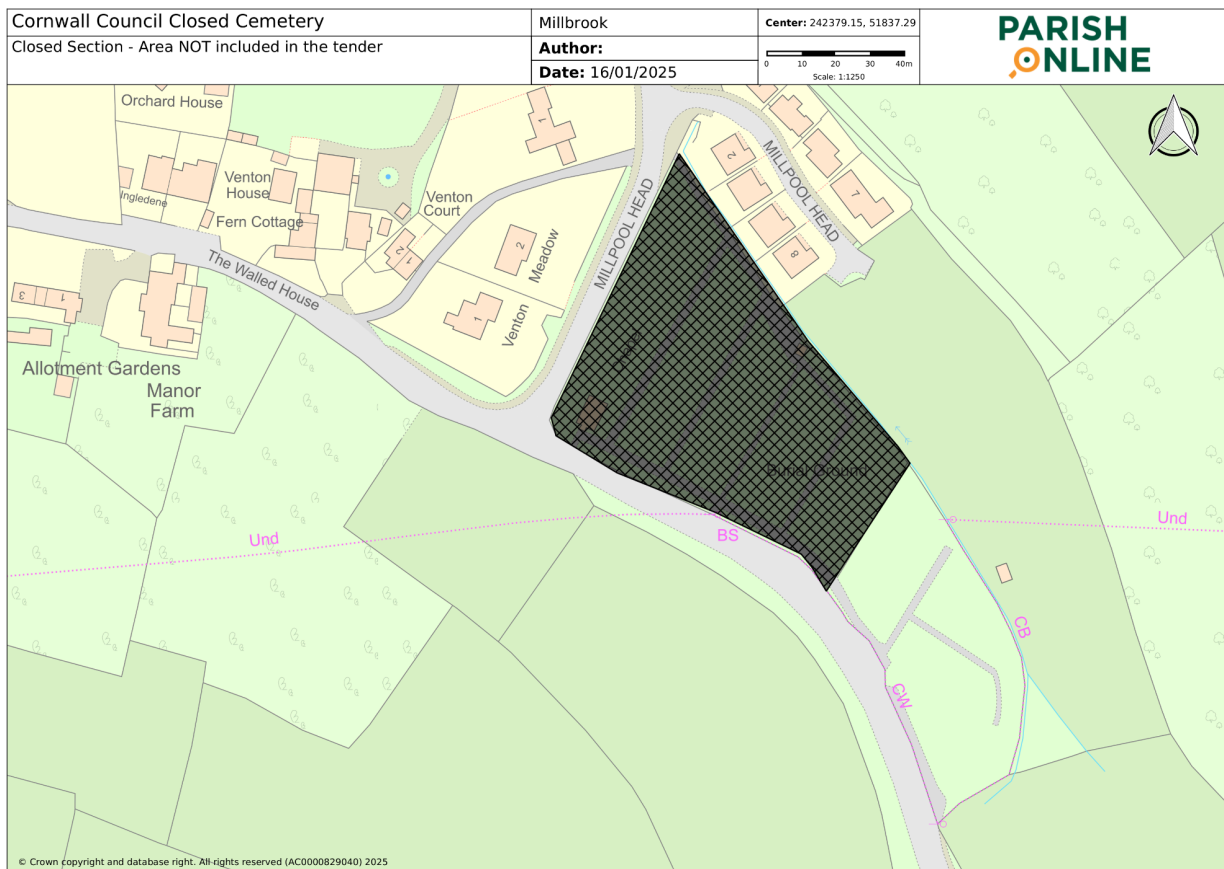 Cornwall Council Closed Cemetery
Closed Section - Area NOT included in the tender
Millbrook
Author:
Date: 16/01/2025
Center: 242379.15, 51837.29
0 10 20 30 40m
Scale: 1:1250
PARISH
ONLINE
Orchard House
Ingledene
Venton
House
Fern Cottage
Venton
Court
1
2
1
The Walled House
3
1
Allotment Gardens
Manor
Farm
2
Meadow
1
Venton
MILLPOOL HEAD
2
MILLPOOL HEAD
7
8
Burial Ground
Und
BS
Und
CB
CW
© Crown copyright and database right. All rights reserved (AC0000829040) 2025